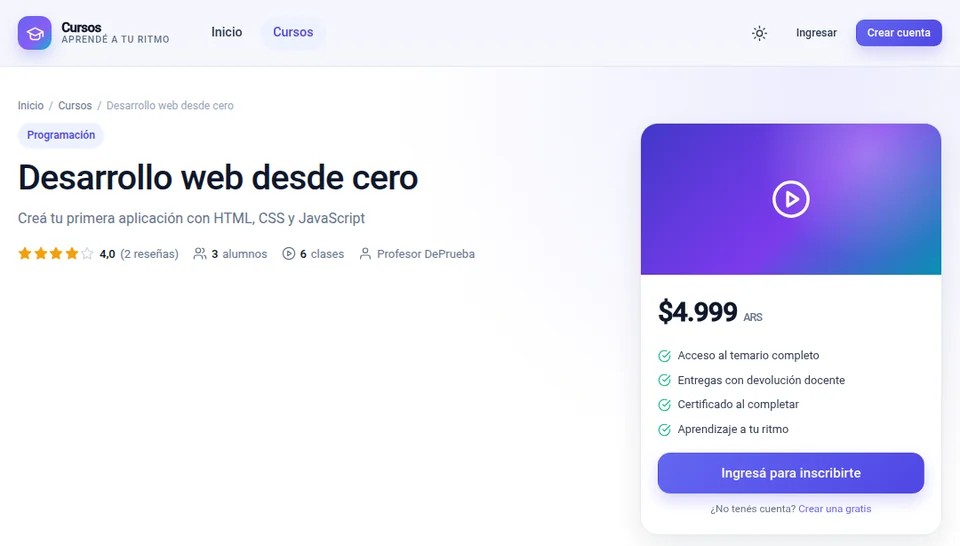 Cursos
APRENDÉ A TU RITMO
Inicio
Cursos
Ingresar
Crear cuenta
Inicio / Cursos / Desarrollo web desde cero
Programación
Desarrollo web desde cero
Creá tu primera aplicación con HTML, CSS y JavaScript
4,0 (2 reseñas) 3 alumnos 6 clases Profesor DePrueba
$4.999 ARS
Acceso al temario completo
Entregas con devolución docente
Certificado al completar
Aprendizaje a tu ritmo
Ingresá para inscribirte
¿No tenés cuenta? Crear una gratis